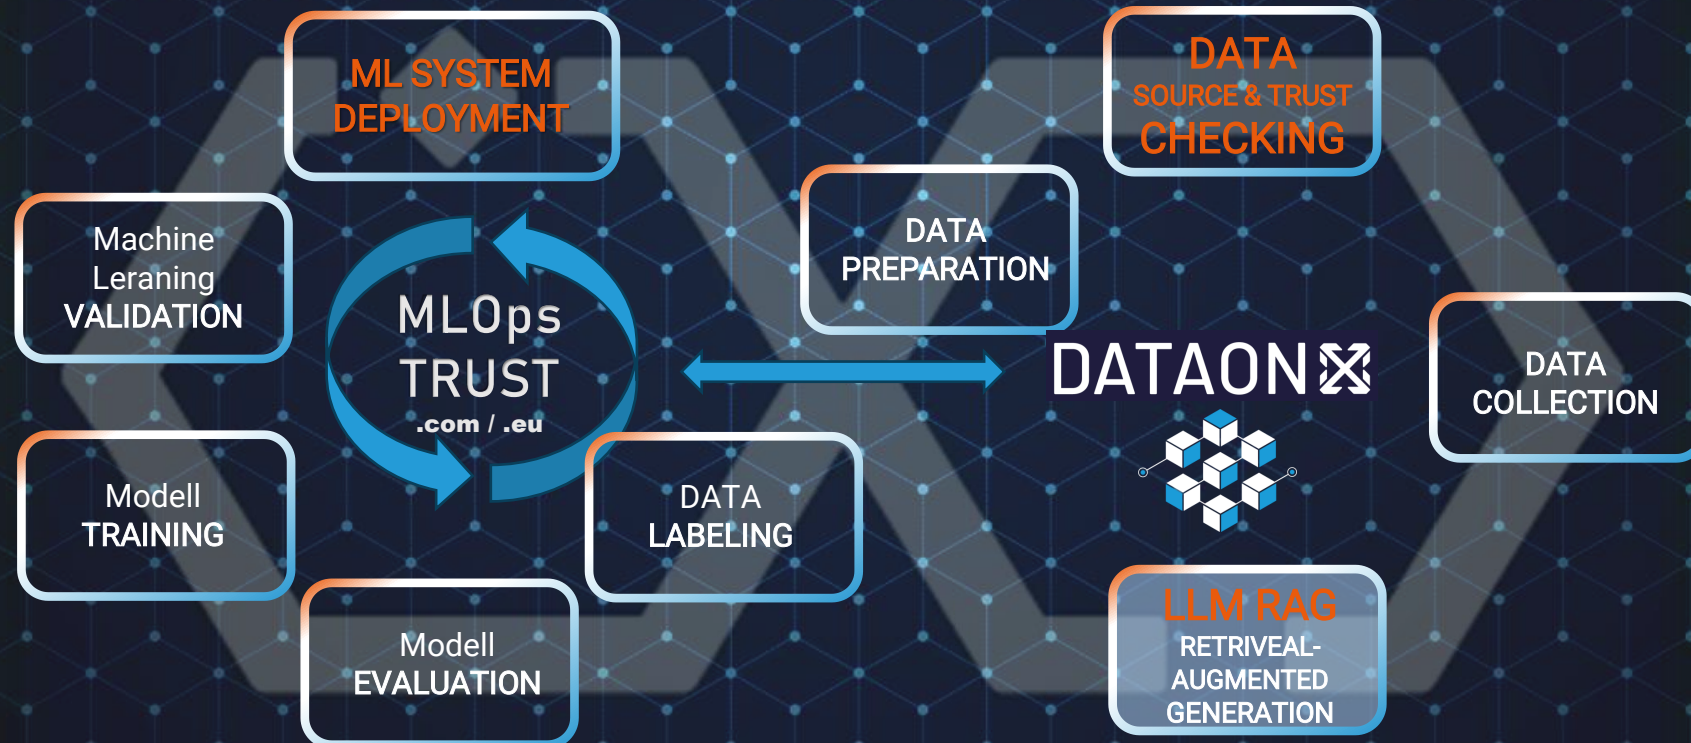 ML SYSTEM
DEPLOYMENT
DATA
SOURCE & TRUST
CHECKING
Machine
Leraning
VALIDATION
DATA
PREPARATION
MLOps
TRUST
.com / .eu
DATAON
DATA
COLLECTION
Modell
TRAINING
DATA
LABELING
Modell
EVALUATION
LLM RAG
RETRIVEAL-
AUGMENTED
GENERATION